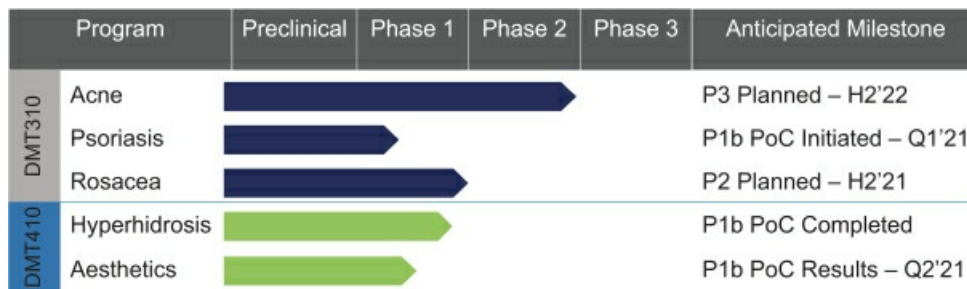 Program Preclinical Phase 1 Phase 2 Phase 3 Anticipated Milestone
DMT310
Acne P3 Planned – H2'22
Psoriasis P1b PoC Initiated – Q1'21
Rosacea P2 Planned – H2'21
DMT410
Hyperhidrosis P1b PoC Completed
Aesthetics P1b PoC Results – Q2'21